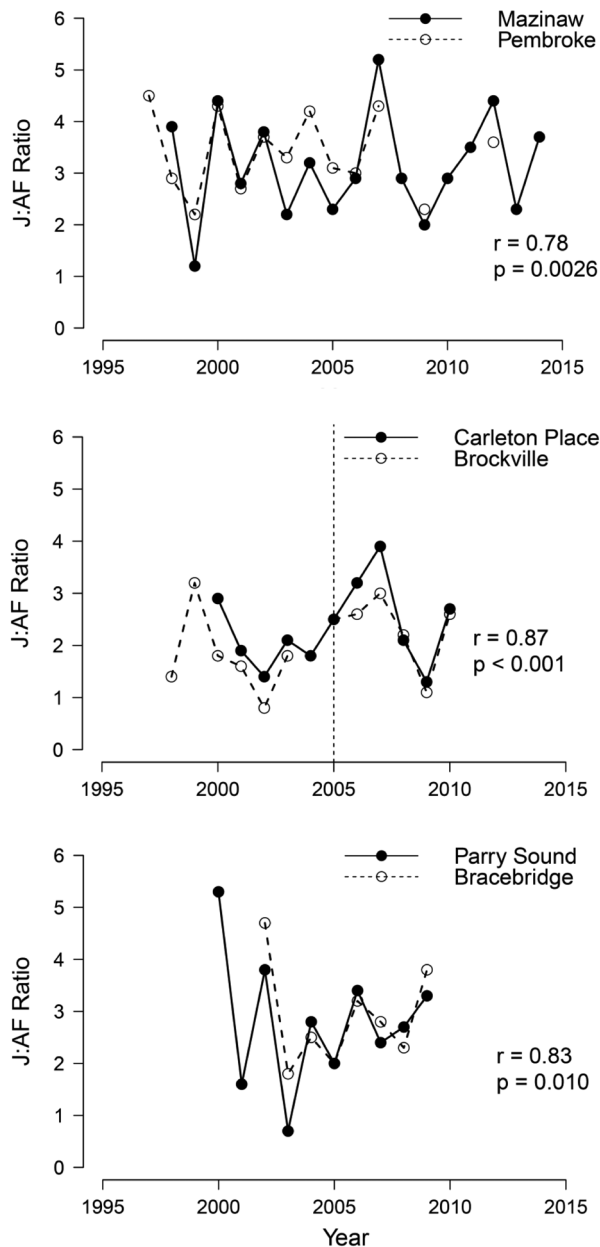 Mazinaw
Pembroke
6
5
4
3
2
1
0
J:AF Ratio
r = 0.78
p = 0.0026
1995 2000 2005 2010 2015
Carleton Place
Brockville
6
5
4
3
2
1
0
J:AF Ratio
r = 0.87
p < 0.001
1995 2000 2005 2010 2015
Parry Sound
Bracebridge
6
5
4
3
2
1
0
J:AF Ratio
r = 0.83
p = 0.010
1995 2000 2005 2010 2015
Year